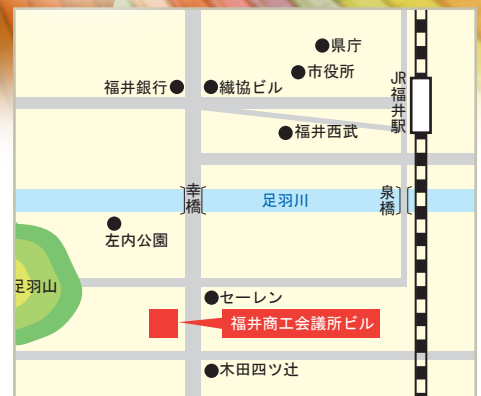 県庁
市役所
福井銀行
繊協ビル
JR福井駅
福井西武
幸橋
足羽川
泉橋
左内公園
足羽山
セーレン
福井商工会議所ビル
木田四ツ辻